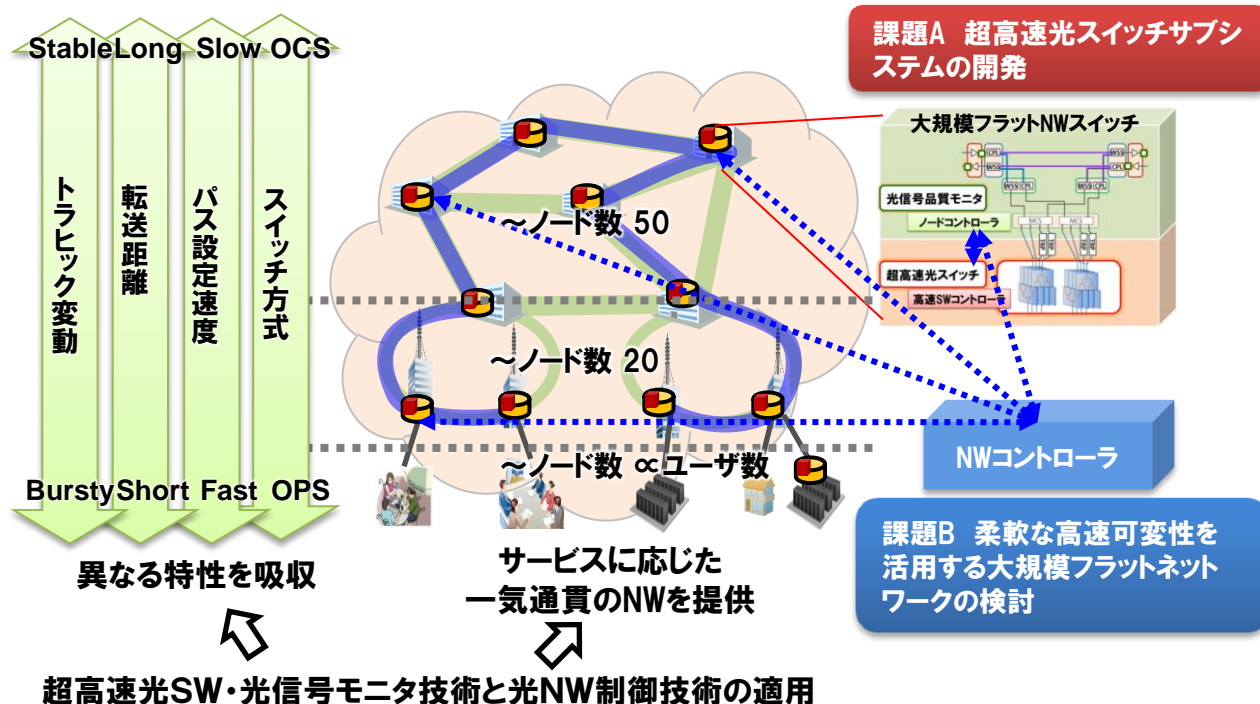 Stable Long Slow OCS
トラヒック変動
転送距離
パス設定速度
スイッチ方式
Bursty Short Fast OPS
異なる特性を吸収
～ノード数 50
～ノード数 20
～ノード数 ∝ユーザ数
サービスに応じた
一気通貫のNWを提供
課題A 超高速光スイッチサブシ
ステムの開発
大規模フラットNWスイッチ
CPL
WSS
WSS
CPL
WSS CPL
WSS CPL
光信号品質モニタ
ノードコントローラ
MCS
MCS
超高速光スイッチ
高速SWコントローラ
NWコントローラ
課題B 柔軟な高速可変性を
活用する大規模フラットネット
ワークの検討
超高速光SW・光信号モニタ技術と光NW制御技術の適用